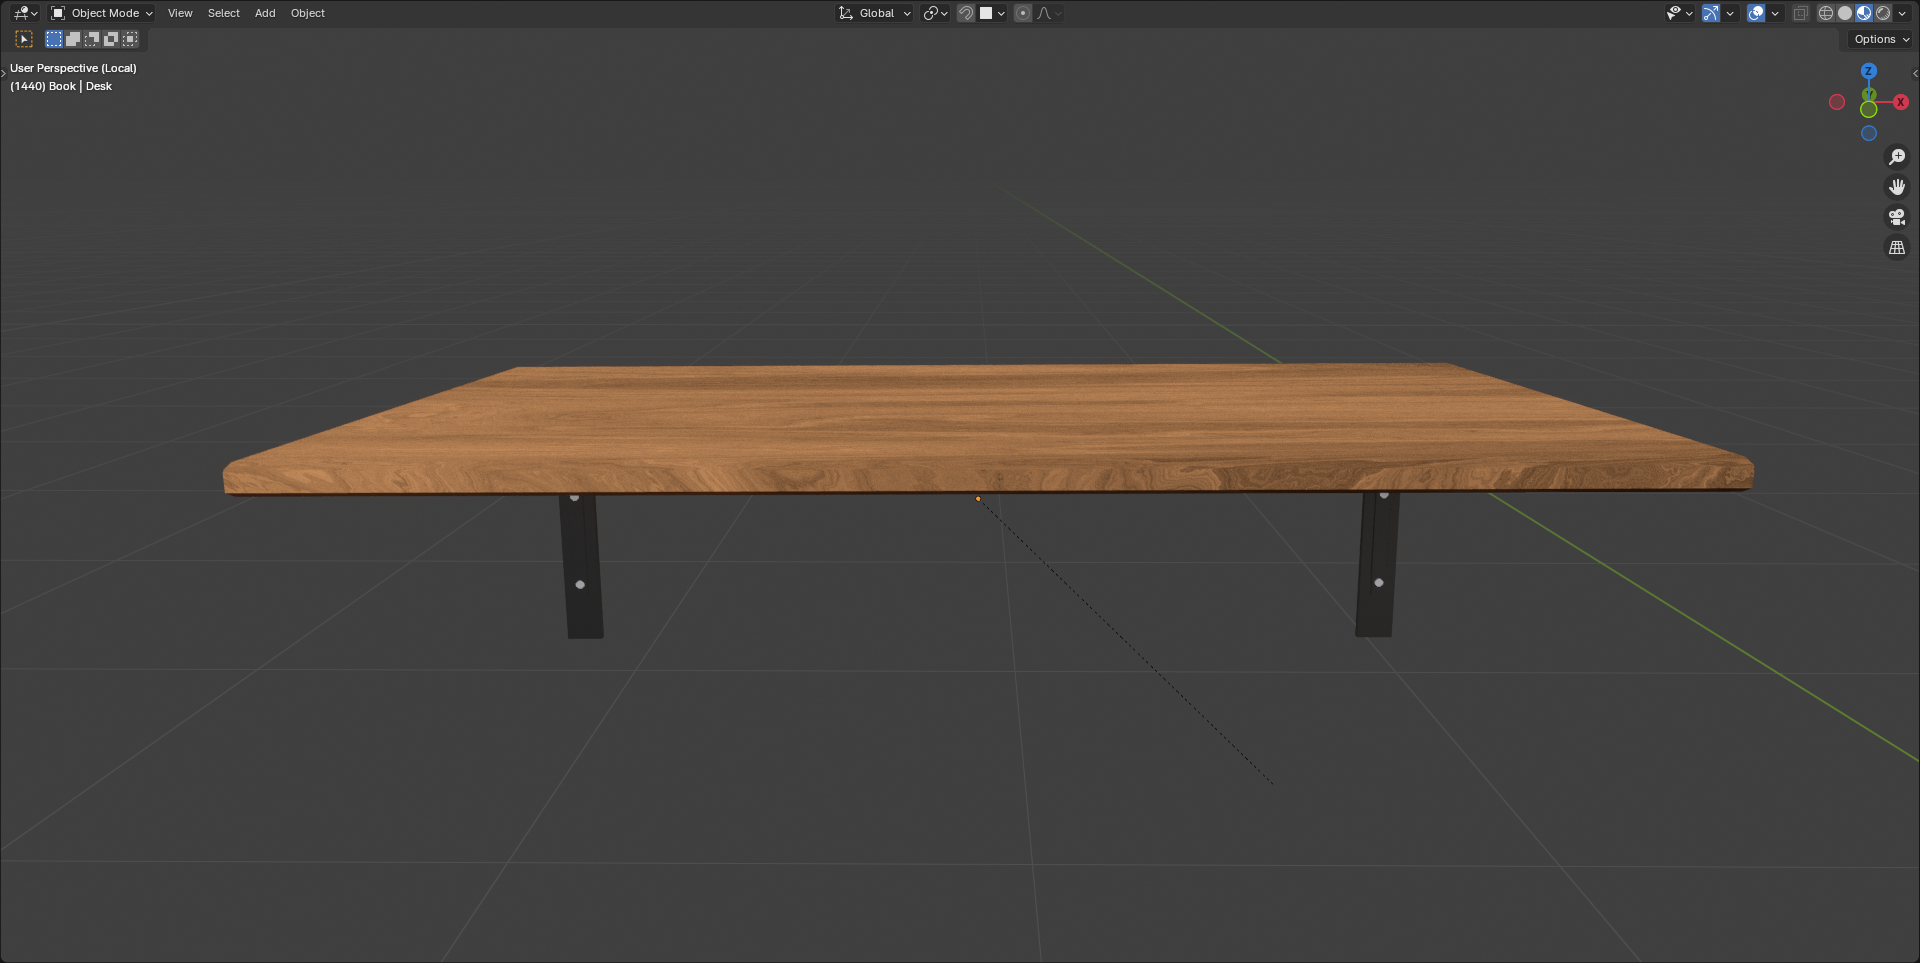 Object Mode View Select Add Object Global
Options
User Perspective (Local)
(1440) Book | Desk
Z
Y
X